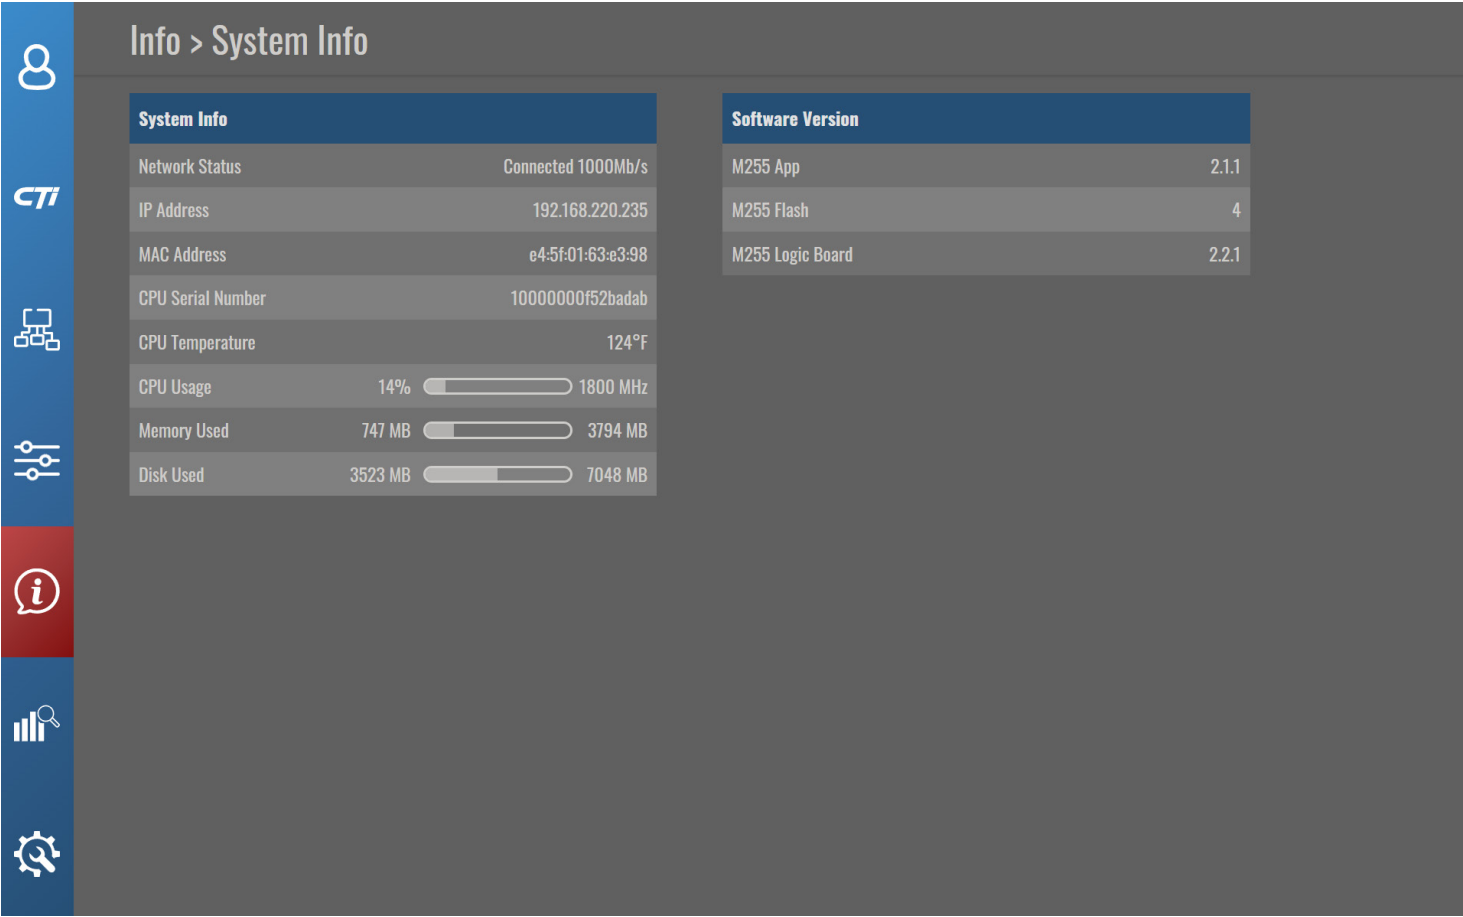 Info > System Info
CTi
System Info
Network Status Connected 1000Mb/s
IP Address 192.168.220.235
MAC Address e4:5f:01:63:e3:98
CPU Serial Number 10000000f52badab
CPU Temperature 124°F
CPU Usage 14% 1800 MHz
Memory Used 747 MB 3794 MB
Disk Used 3523 MB 7048 MB
Software Version
M255 App 2.1.1
M255 Flash 4
M255 Logic Board 2.2.1